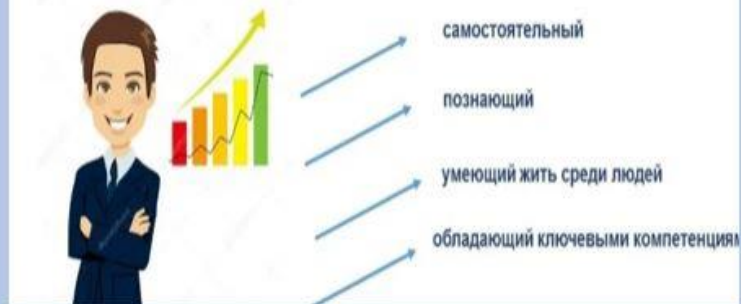 самостоятельный
познающий
умеющий жить среди людей
обладающий ключевыми компетенциям